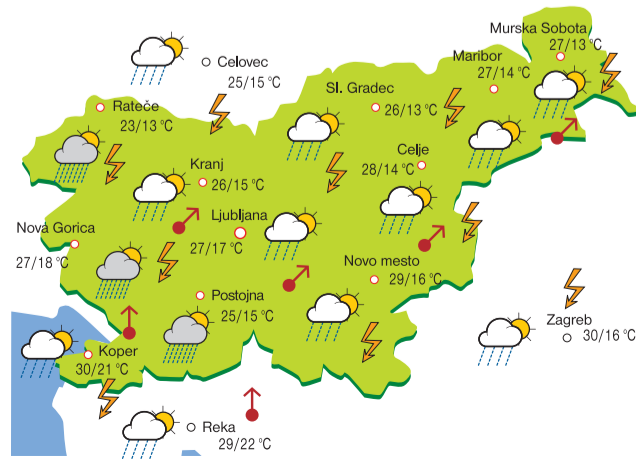 Murska Sobota
27/13 °C
Maribor
27/14 °C
Celovec
25/15 °C
Sl. Gradec
26/13 °C
Rateče
23/13 °C
Celje
28/14 °C
Kranj
26/15 °C
Nova Gorica
27/18 °C
Ljubljana
27/17 °C
Novo mesto
29/16 °C
Postojna
25/15 °C
Zagreb
30/16 °C
Koper
30/21 °C
Reka
29/22 °C